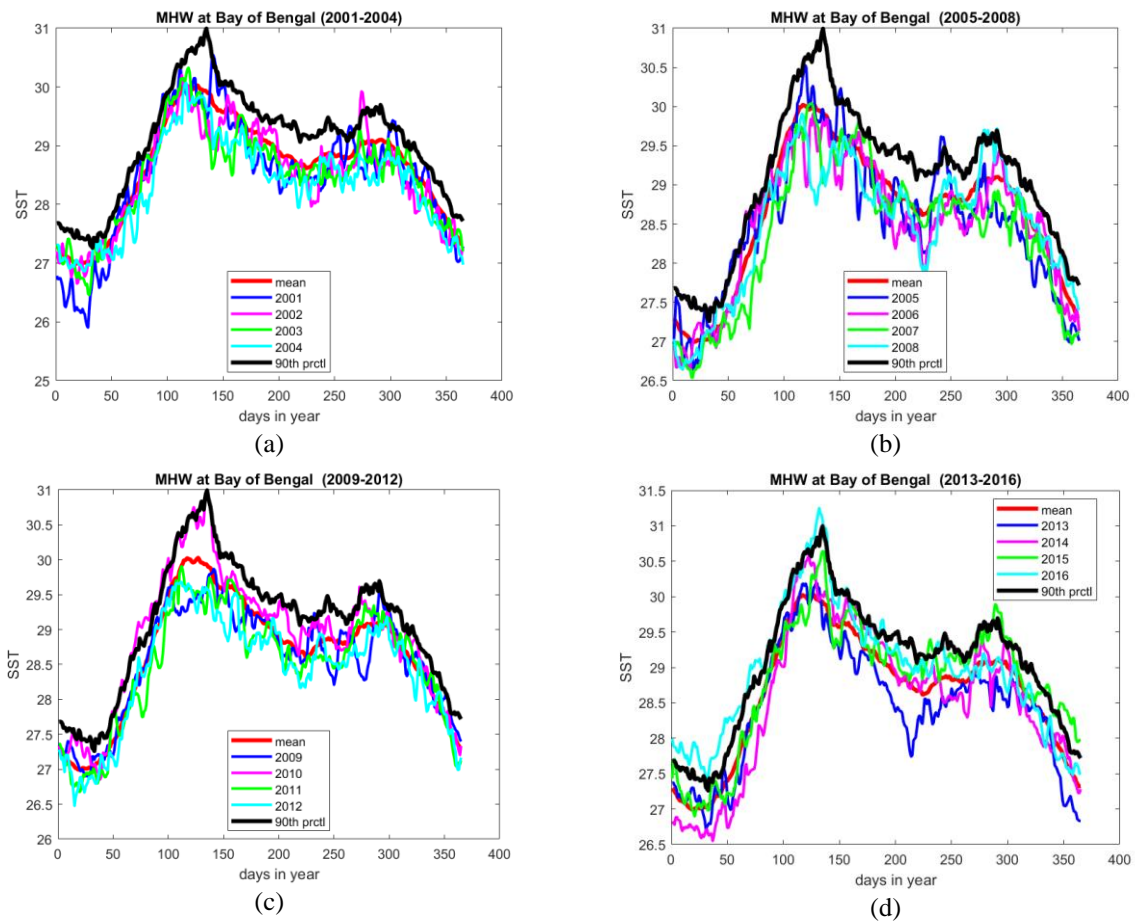 MHW at Bay of Bengal (2001-2004)
SST
31
30
29
28
27
26
25
mean
2001
2002
2003
2004
90th prctl
0 50 100 150 200 250 300 350 400
days in year
(a)
MHW at Bay of Bengal (2005-2008)
SST
31
30.5
30
29.5
29
28.5
28
27.5
27
26.5
mean
2005
2006
2007
2008
90th prctl
0 50 100 150 200 250 300 350 400
days in year
(b)
MHW at Bay of Bengal (2009-2012)
SST
31
30.5
30
29.5
29
28.5
28
27.5
27
26.5
26
mean
2009
2010
2011
2012
90th prctl
0 50 100 150 200 250 300 350 400
days in year
(c)
MHW at Bay of Bengal (2013-2016)
SST
31.5
31
30.5
30
29.5
29
28.5
28
27.5
27
26.5
mean
2013
2014
2015
2016
90th prctl
0 50 100 150 200 250 300 350 400
days in year
(d)